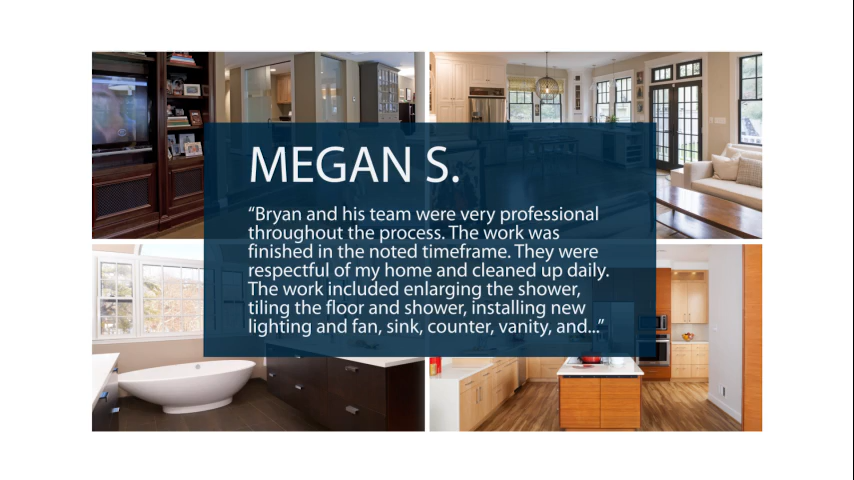 MEGAN S.
“Bryan and his team were very professional
throughout the process. The work was
finished in the noted timeframe. They were
respectful of my home and cleaned up daily.
The work included enlarging the shower,
tiling the floor and shower, installing new
lighting and fan, sink, counter, vanity, and...”